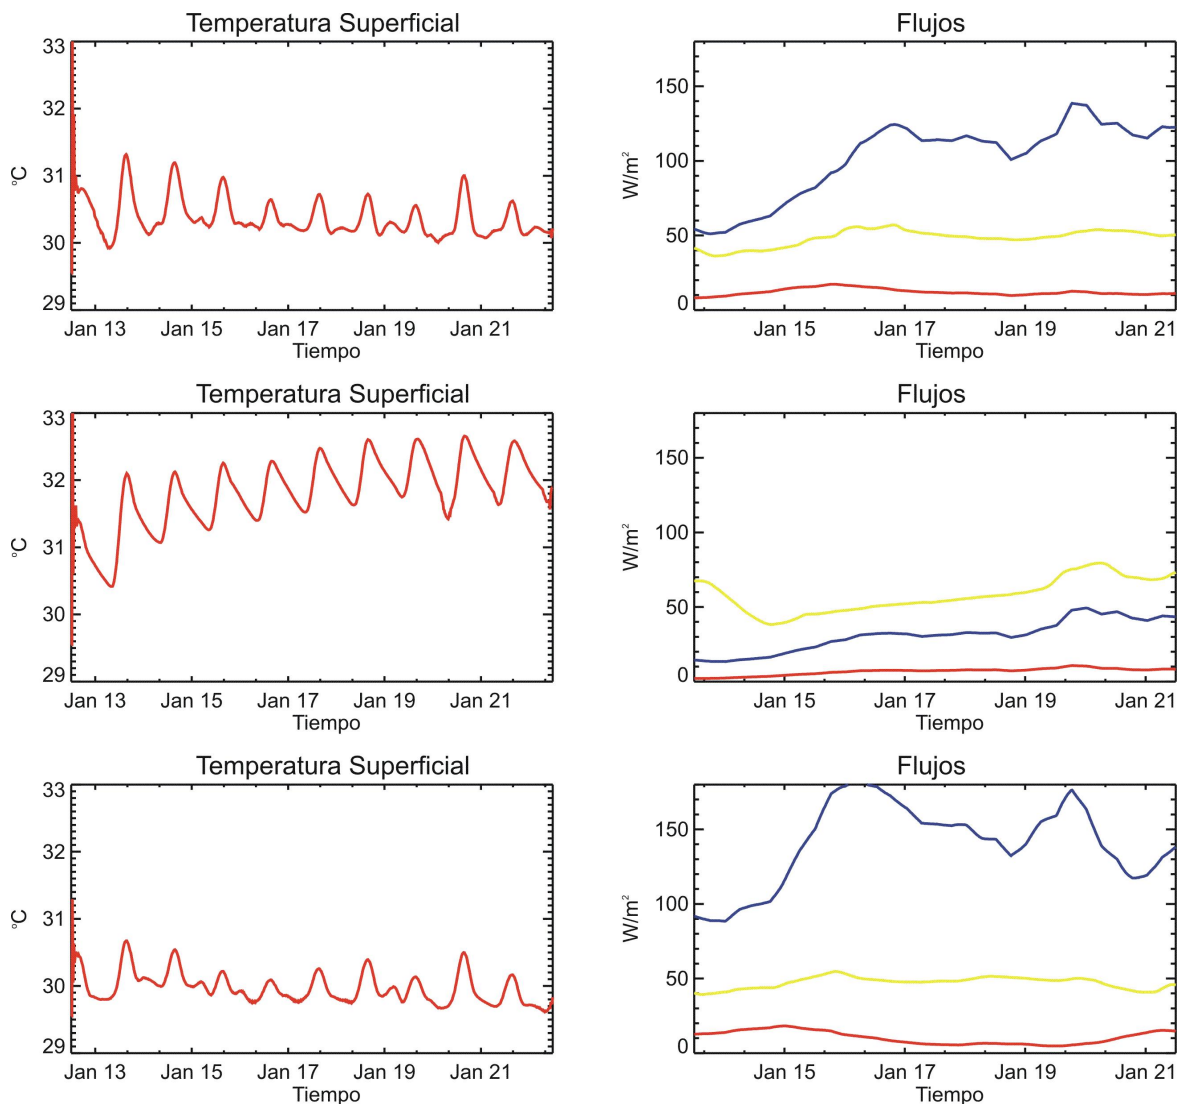 Temperatura Superficial
33
32
31
30
29
°C
Jan 13 Jan 15 Jan 17 Jan 19 Jan 21
Tiempo
Flujos
150
100
50
0
W/m²
Jan 15 Jan 17 Jan 19 Jan 21
Tiempo
Temperatura Superficial
33
32
31
30
29
°C
Jan 13 Jan 15 Jan 17 Jan 19 Jan 21
Tiempo
Flujos
150
100
50
0
W/m²
Jan 15 Jan 17 Jan 19 Jan 21
Tiempo
Temperatura Superficial
33
32
31
30
29
°C
Jan 13 Jan 15 Jan 17 Jan 19 Jan 21
Tiempo
Flujos
150
100
50
0
W/m²
Jan 15 Jan 17 Jan 19 Jan 21
Tiempo